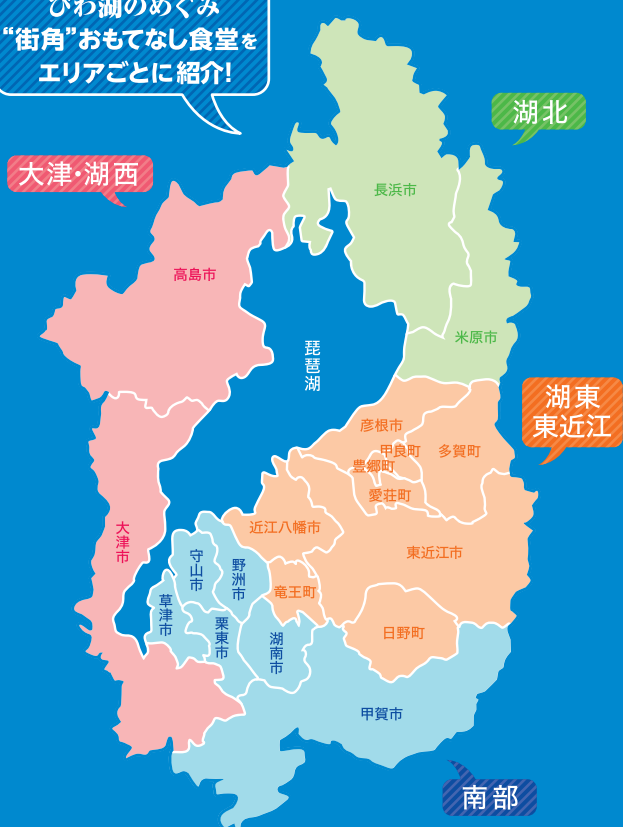 びわ湖のめぐみ
“街角”おもてなし食堂を
エリアごとに紹介!
湖北
大津・湖西
長浜市
高島市
米原市
琵琶湖
湖東
東近江
彦根市
甲良町
多賀町
豊郷町
愛荘町
近江八幡市
大津市
東近江市
守山市
野洲市
竜王町
草津市
栗東市
湖南市
日野町
甲賀市
南部